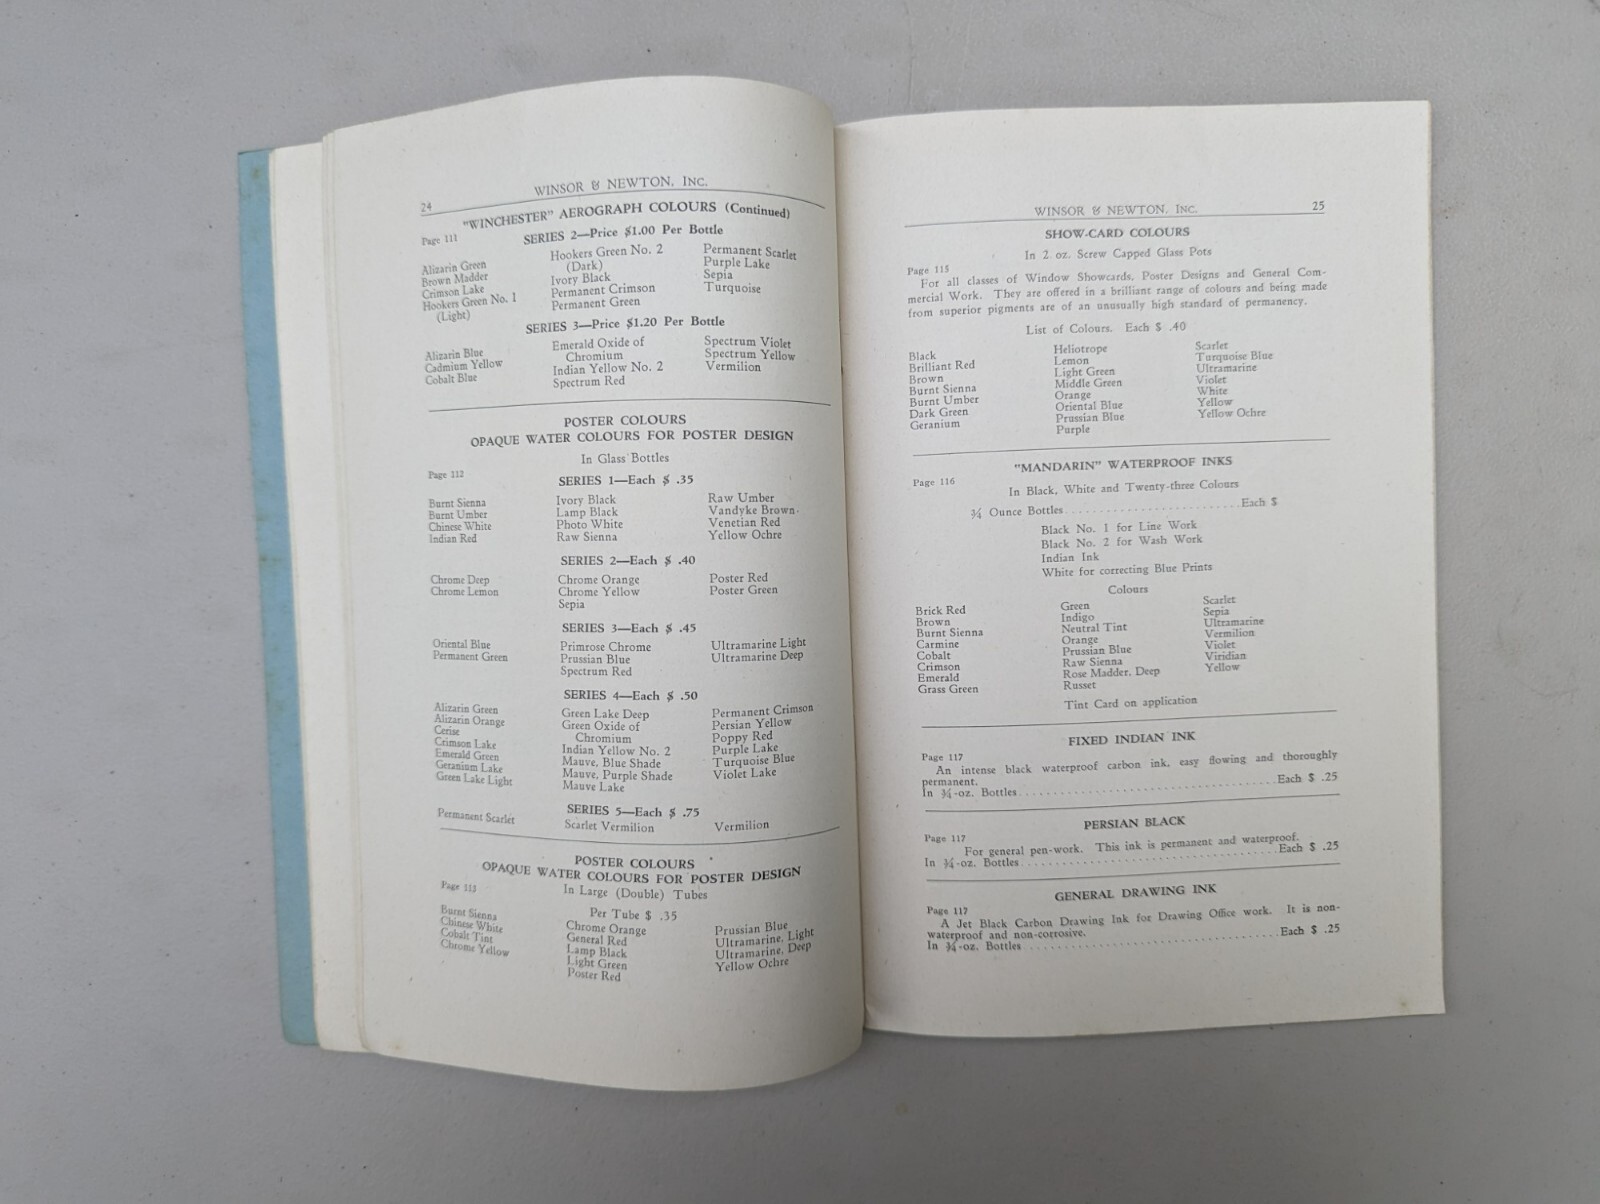 24
WINSOR & NEWTON, INC.
"WINCHESTER" AEROGRAPH COLOURS (Continued)
Page 111
SERIES 2—Price $1.00 Per Bottle
Alizarin Green
Brown Madder
Crimson Lake
Hookers Green No. 1
(Light)
Hookers Green No. 2
(Dark)
Ivory Black
Permanent Crimson
Permanent Green
Permanent Scarlet
Purple Lake
Sepia
Turquoise
SERIES 3—Price $1.20 Per Bottle
Alizarin Blue
Cadmium Yellow
Cobalt Blue
Emerald Oxide of
Chromium
Indian Yellow No. 2
Spectrum Red
Spectrum Violet
Spectrum Yellow
Vermilion
POSTER COLOURS
OPAQUE WATER COLOURS FOR POSTER DESIGN
In Glass Bottles
Page 112
SERIES 1—Each $ .35
Burnt Sienna
Burnt Umber
Chinese White
Indian Red
Ivory Black
Lamp Black
Photo White
Raw Sienna
Raw Umber
Vandyke Brown
Venetian Red
Yellow Ochre
SERIES 2—Each $ .40
Chrome Deep
Chrome Lemon
Chrome Orange
Chrome Yellow
Sepia
Poster Red
Poster Green
SERIES 3—Each $ .45
Oriental Blue
Permanent Green
Primrose Chrome
Prussian Blue
Spectrum Red
Ultramarine Light
Ultramarine Deep
SERIES 4—Each $ .50
Alizarin Green
Alizarin Orange
Cerise
Crimson Lake
Emerald Green
Geranium Lake
Green Lake Light
Green Lake Deep
Green Oxide of
Chromium
Indian Yellow No. 2
Mauve, Blue Shade
Mauve, Purple Shade
Mauve Lake
Permanent Crimson
Persian Yellow
Poppy Red
Purple Lake
Turquoise Blue
Violet Lake
SERIES 5—Each $ .75
Permanent Scarlet
Scarlet Vermilion
Vermilion
POSTER COLOURS
OPAQUE WATER COLOURS FOR POSTER DESIGN
Page 113
In Large (Double) Tubes
Per Tube $ .35
Burnt Sienna
Chinese White
Cobalt Tint
Chrome Yellow
Chrome Orange
General Red
Lamp Black
Light Green
Poster Red
Prussian Blue
Ultramarine, Light
Ultramarine, Deep
Yellow Ochre
WINSOR & NEWTON, INC.
25
SHOW-CARD COLOURS
In 2 oz. Screw Capped Glass Pots
Page 115
For all classes of Window Showcards, Poster Designs and General Com-
mercial Work. They are offered in a brilliant range of colours and being made
from superior pigments are of an unusually high standard of permanency.
List of Colours. Each $ .40
Black
Brilliant Red
Brown
Burnt Sienna
Burnt Umber
Dark Green
Geranium
Heliotrope
Lemon
Light Green
Middle Green
Orange
Oriental Blue
Prussian Blue
Purple
Scarlet
Turquoise Blue
Ultramarine
Violet
White
Yellow
Yellow Ochre
"MANDARIN" WATERPROOF INKS
Page 116
In Black, White and Twenty-three Colours
¾ Ounce Bottles..........................Each $
Black No. 1 for Line Work
Black No. 2 for Wash Work
Indian Ink
White for correcting Blue Prints
Colours
Brick Red
Brown
Burnt Sienna
Carmine
Cobalt
Crimson
Emerald
Grass Green
Green
Indigo
Neutral Tint
Orange
Prussian Blue
Raw Sienna
Rose Madder, Deep
Russet
Scarlet
Sepia
Ultramarine
Vermilion
Violet
Viridian
Yellow
Tint Card on application
FIXED INDIAN INK
Page 117
An intense black waterproof carbon ink, easy flowing and thoroughly
permanent.
In ¾-oz. Bottles......................................Each $ .25
PERSIAN BLACK
Page 117
For general pen-work. This ink is permanent and waterproof.
In ¾-oz. Bottles......................................Each $ .25
GENERAL DRAWING INK
Page 117
A Jet Black Carbon Drawing Ink for Drawing Office work. It is non-
waterproof and non-corrosive.
In ¾-oz. Bottles......................................Each $ .25